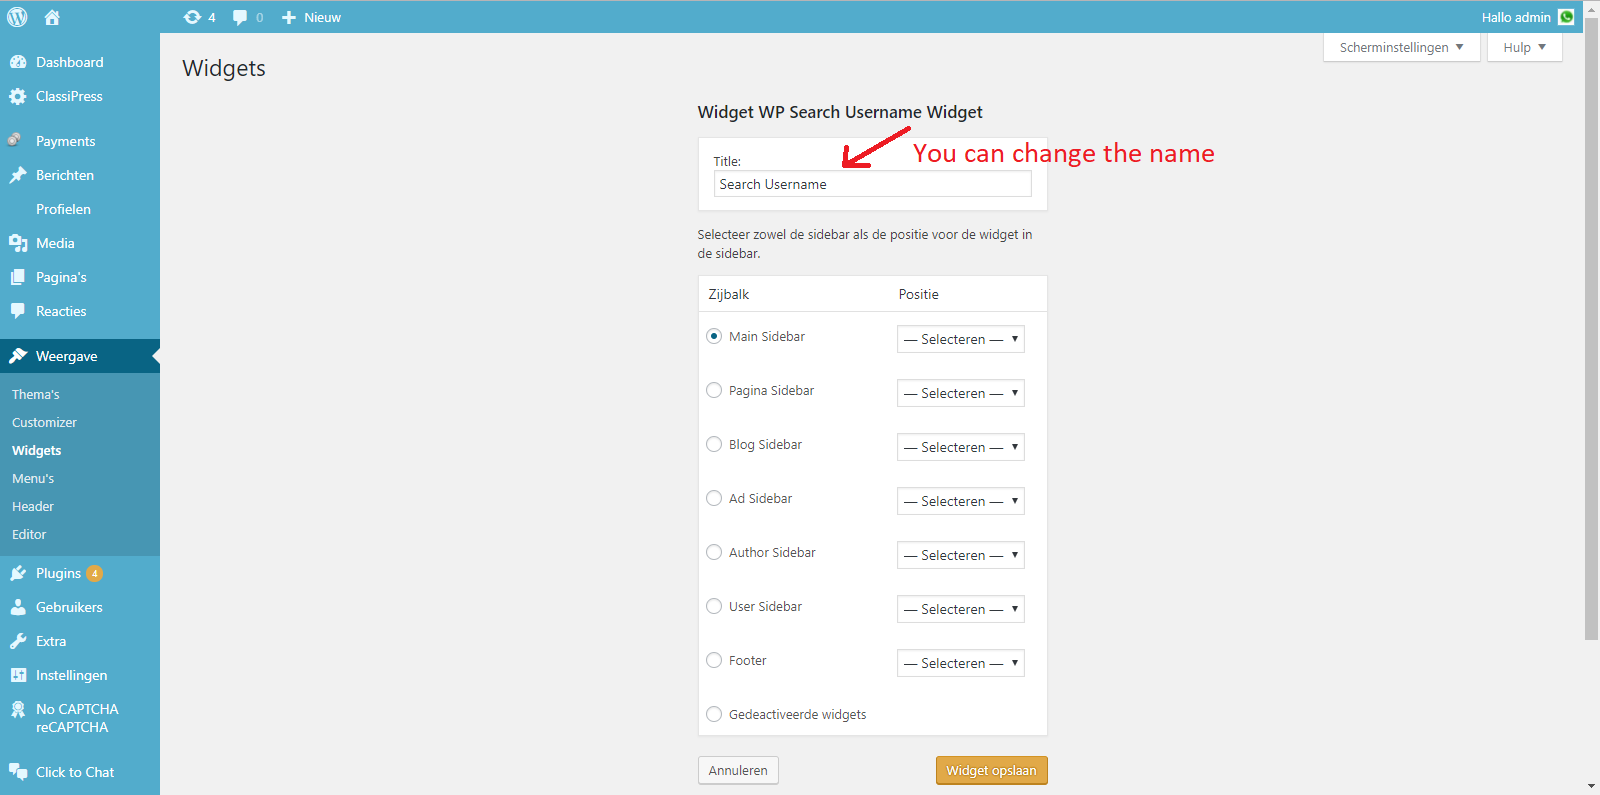 4 0 Nieuw Hallo admin
Scherminstellingen Hulp
Dashboard
ClassiPress
Payments
Berichten
Profielen
Media
Pagina's
Reacties
Weergave
Thema's
Customizer
Widgets
Menu's
Header
Editor
Plugins 4
Gebruikers
Extra
Instellingen
No CAPTCHA
reCAPTCHA
Click to Chat
Widgets
Widget WP Search Username Widget
You can change the name
Title:
Search Username
Selecteer zowel de sidebar als de positie voor de widget in
de sidebar.
Zijbalk Positie
Main Sidebar — Selecteren —
Pagina Sidebar — Selecteren —
Blog Sidebar — Selecteren —
Ad Sidebar — Selecteren —
Author Sidebar — Selecteren —
User Sidebar — Selecteren —
Footer — Selecteren —
Gedeactiveerde widgets
Annuleren Widget opslaan